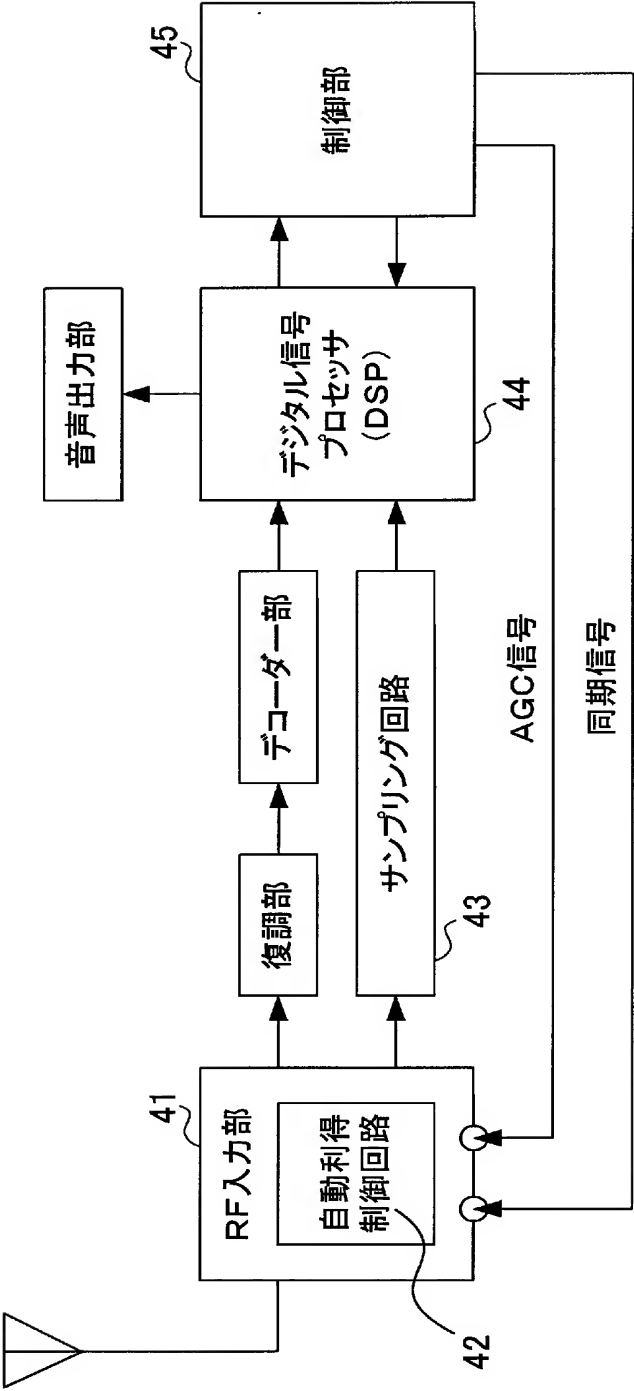 41
RF入力部
自動利得
制御回路
42
復調部
デコーダー部
サンプリング回路
43
音声出力部
デジタル信号
プロセッサ
(DSP)
44
45
制御部
AGC信号
同期信号